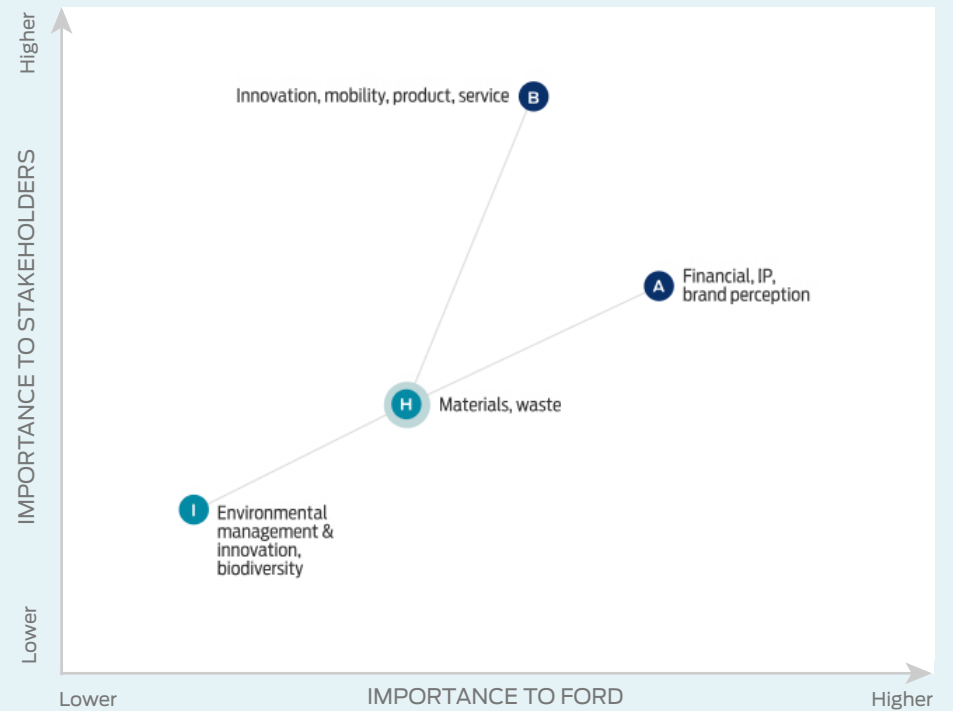 Higher
IMPORTANCE TO STAKEHOLDERS
Lower
Innovation, mobility, product, service
B
A
Financial, IP,
brand perception
H
Materials, waste
I
Environmental
management &
innovation,
biodiversity
Lower
IMPORTANCE TO FORD
Higher